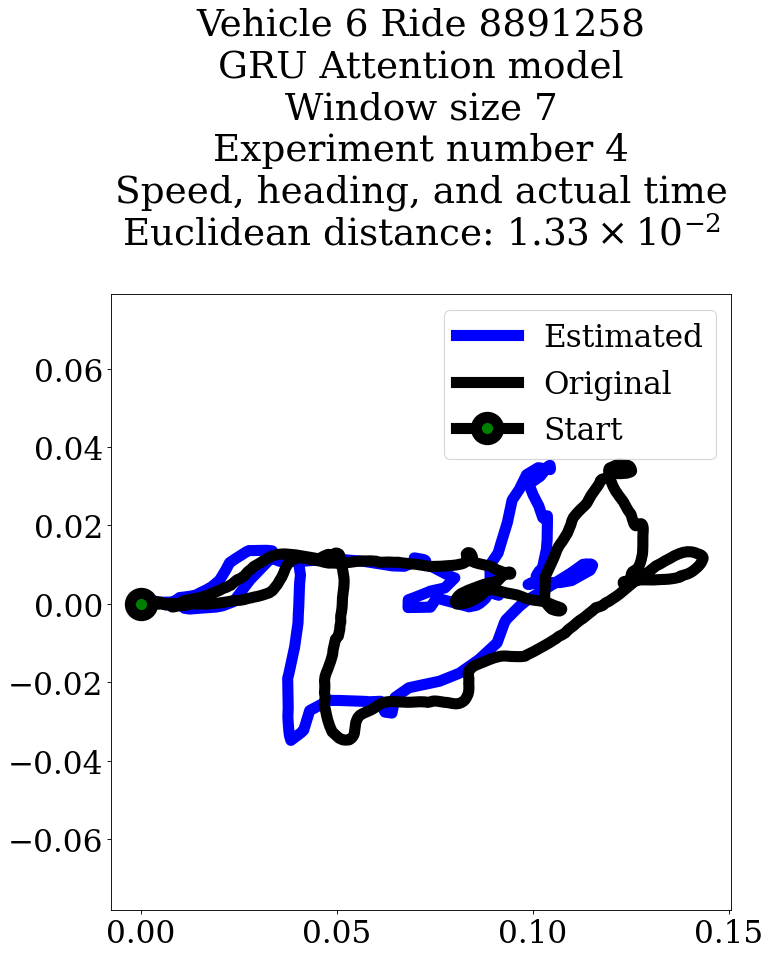 Vehicle 6 Ride 8891258
GRU Attention model
Window size 7
Experiment number 4
Speed, heading, and actual time
Euclidean distance: 1.33 × 10⁻²
Estimated
Original
Start
0.06
0.04
0.02
0.00
−0.02
−0.04
−0.06
0.00 0.05 0.10 0.15